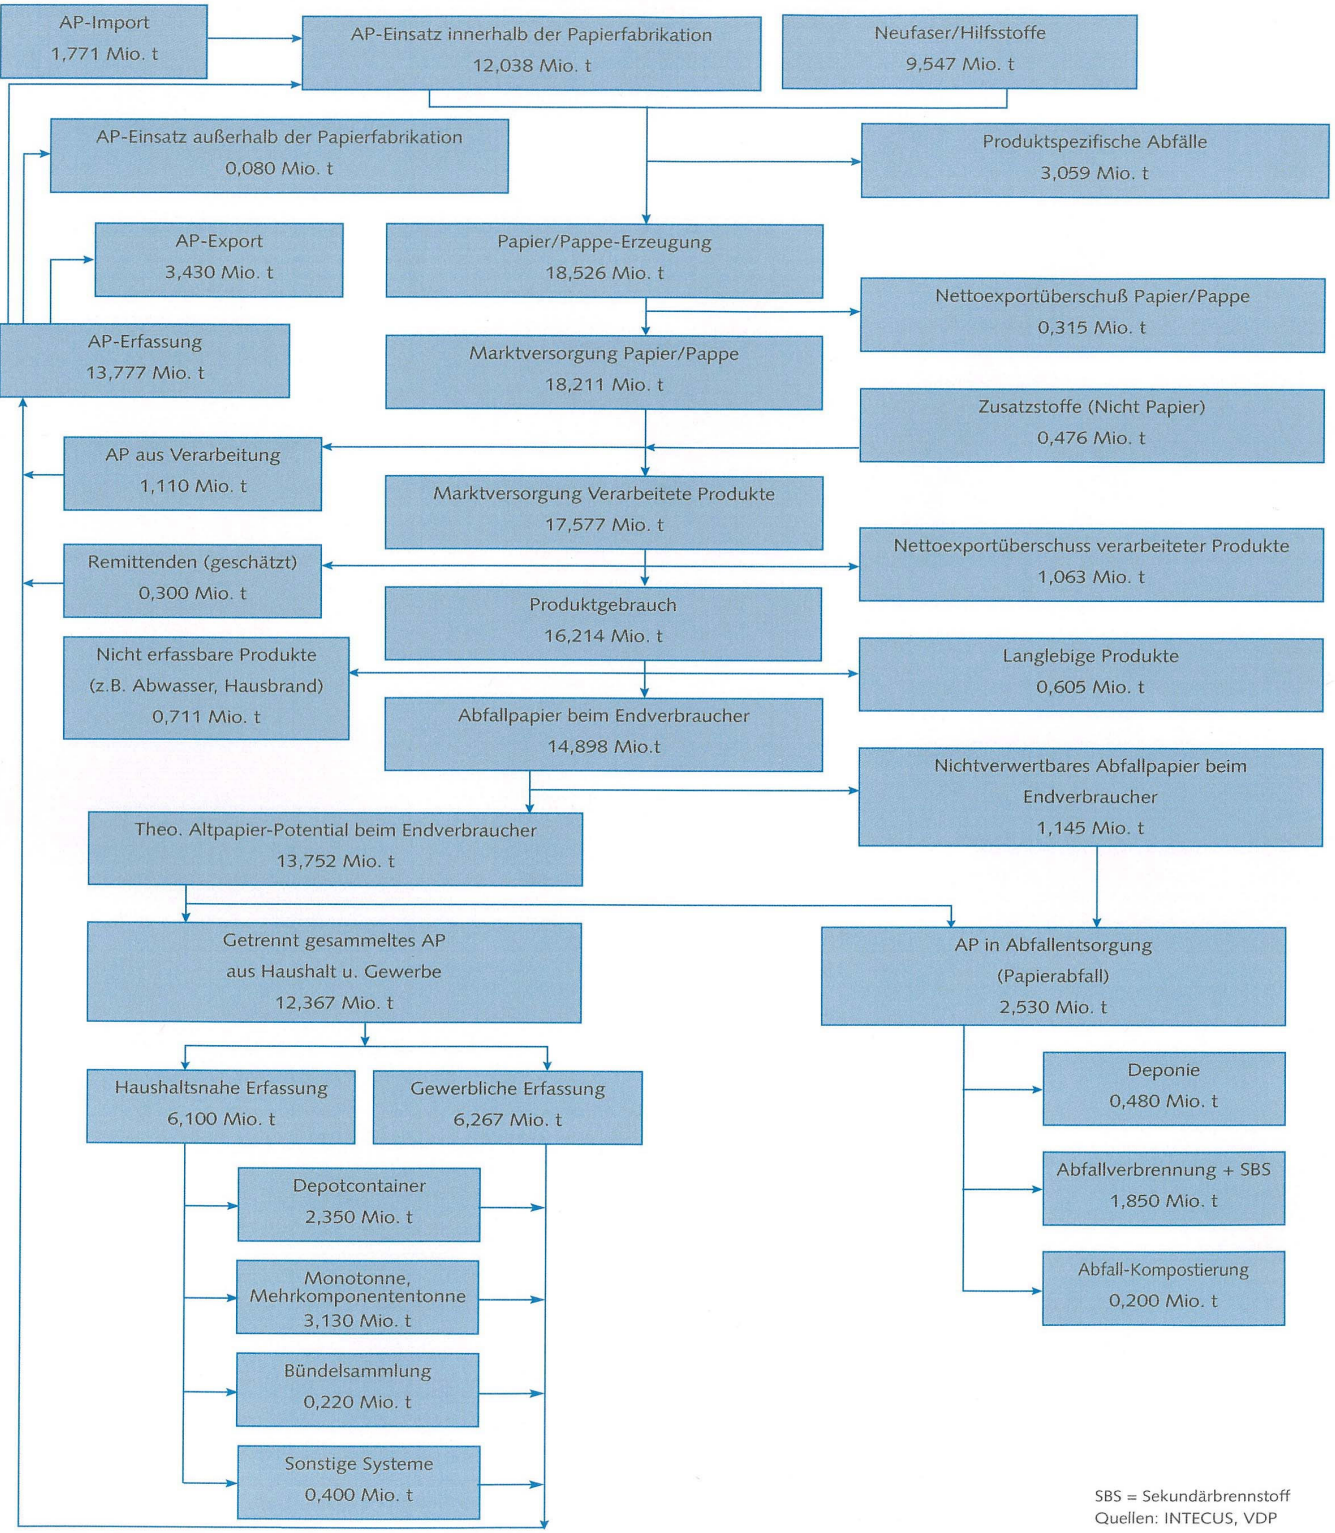 AP-Import
1,771 Mio. t
AP-Einsatz innerhalb der Papierfabrikation
12,038 Mio. t
Neufaser/Hilfsstoffe
9,547 Mio. t
AP-Einsatz außerhalb der Papierfabrikation
0,080 Mio. t
Produktspezifische Abfälle
3,059 Mio. t
AP-Export
3,430 Mio. t
Papier/Pappe-Erzeugung
18,526 Mio. t
Nettoexportüberschuß Papier/Pappe
0,315 Mio. t
AP-Erfassung
13,777 Mio. t
Marktversorgung Papier/Pappe
18,211 Mio. t
Zusatzstoffe (Nicht Papier)
0,476 Mio. t
AP aus Verarbeitung
1,110 Mio. t
Marktversorgung Verarbeitete Produkte
17,577 Mio. t
Nettoexportüberschuss verarbeiteter Produkte
1,063 Mio. t
Remittenden (geschätzt)
0,300 Mio. t
Produktgebrauch
16,214 Mio. t
Nicht erfassbare Produkte
(z.B. Abwasser, Hausbrand)
0,711 Mio. t
Langlebige Produkte
0,605 Mio. t
Abfallpapier beim Endverbraucher
14,898 Mio.t
Nichtverwertbares Abfallpapier beim
Endverbraucher
1,145 Mio. t
Theo. Altpapier-Potential beim Endverbraucher
13,752 Mio. t
Getrennt gesammeltes AP
aus Haushalt u. Gewerbe
12,367 Mio. t
AP in Abfallentsorgung
(Papierabfall)
2,530 Mio. t
Haushaltsnahe Erfassung
6,100 Mio. t
Gewerbliche Erfassung
6,267 Mio. t
Deponie
0,480 Mio. t
Depotcontainer
2,350 Mio. t
Abfallverbrennung + SBS
1,850 Mio. t
Monotonne,
Mehrkomponententonne
3,130 Mio. t
Abfall-Kompostierung
0,200 Mio. t
Bündelsammlung
0,220 Mio. t
Sonstige Systeme
0,400 Mio. t
SBS = Sekundärbrennstoff
Quellen: INTECUS, VDP